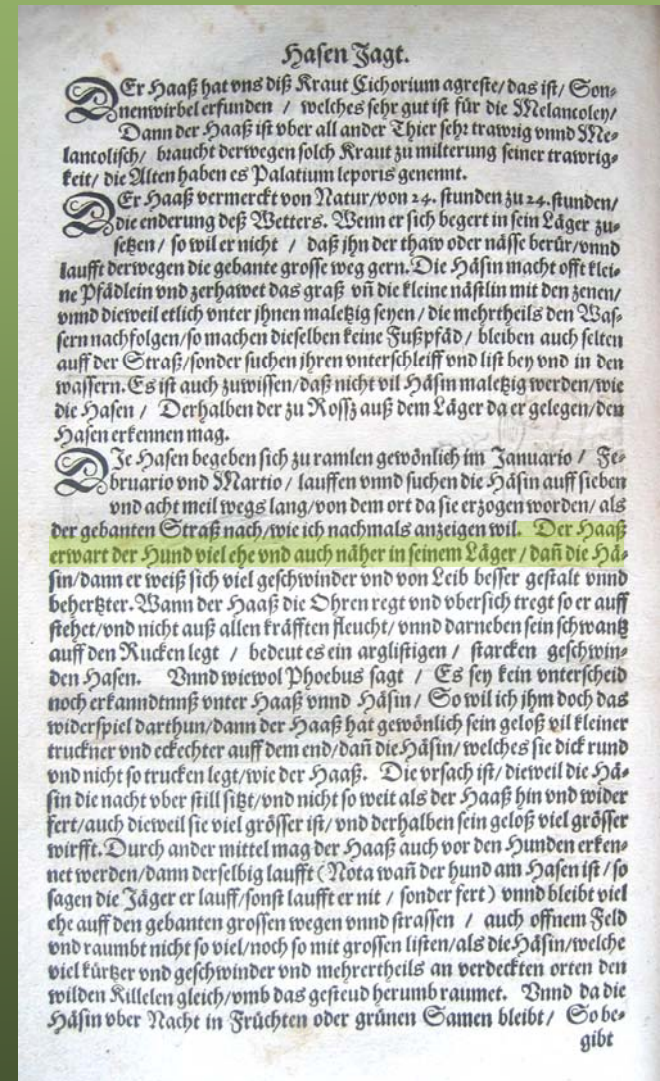 Hasen Jagt.
DEr Haaß hat vns diß Kraut Cichorium agreste/ das ist/ Son-
nenwirbel erfunden / welches sehr gut ist für die Melancoley/
Dann der Haaß ist vber all ander Thier sehr trawrig vnnd Me-
lancolisch/ braucht derwegen solch Kraut zu milterung seiner trawrig-
keit/ die Alten haben es Palatium leporis genennt.
DEr Haaß vermerckt von Natur/von 24. stunden zu 24.stunden/
die enderung deß Wetters. Wenn er sich begert in sein Läger zu-
setzen / so wil er nicht / daß jhn der thaw oder nässe berür/vnnd
laufft derwegen die gebante grosse weg gern. Die Häsin macht offt klei-
ne Pfädlein vnd zerhawet das graß vñ die kleine nästlin mit den zenen/
vnnd dieweil etlich vnter jhnen maletzig seyen / die mehrtheils den Was-
sern nachfolgen/so machen dieselben keine Fußpfäd / bleiben auch selten
auff der Straß/sonder suchen jhren vnterschleiff vnd list bey vnd in den
wassern. Es ist auch zuwissen/daß nicht vil Häsin maletzig werden/wie
die Hasen / Derhalben der zu Rossz auß dem Läger da er gelegen/den
Hasen erkennen mag.
DIe Hasen begeben sich zu ramlen gewönlich im Januario / Fe-
bruario vnd Martio / lauffen vnnd suchen die Häsin auff sieben
vnd acht meil wegs lang/von dem ort da sie erzogen worden/ als
der gebanten Straß nach/wie ich nachmals anzeigen wil. Der Haaß
erwart der Hund viel ehe vnd auch näher in seinem Läger / dañ die Hä-
sin/dann er weiß sich viel geschwinder vnd von Leib besser gestalt vnnd
behertzter. Wann der Haaß die Ohren regt vnd vbersich tregt so er auff
stehet/vnd nicht auß allen kräfften fleucht/ vnnd darneben sein schwantz
auff den Rucken legt / bedeut es ein arglistigen / starcken geschwin-
den Hasen. Vnnd wiewol Phoebus sagt / Es sey kein vnterscheid
noch erkanndtnuß vnter Haaß vnnd Häsin / So wil ich jhm doch das
widerspiel darthun/dann der Haaß hat gewönlich sein geloß vil kleiner
truckner vnd eckechter auff dem end/dañ die Häsin/ welches sie dick rund
vnd nicht so trucken legt/wie der Haaß. Die vrsach ist/ dieweil die Hä-
sin die nacht vber still sitzt/vnd nicht so weit als der Haaß hin vnd wider
fert/auch dieweil sie viel grösser ist/ vnd derhalben sein geloß viel grösser
wirfft. Durch ander mittel mag der Haaß auch vor den Hunden erken-
net werden/dann derselbig laufft ( Nota wañ der hund am Hasen ist / so
sagen die Jäger er lauff/sonst laufft er nit / sonder fert ) vnnd bleibt viel
ehe auff den gebanten grossen wegen vnnd strassen / auch offnem Feld
vnd raumbt nicht so viel/noch so mit grossen listen/als die Häsin/welche
viel kürtzer vnd geschwinder vnd mehrertheils an verdeckten orten den
wilden Killelen gleich/vmb das gesteud herumb raumet. Vnnd da die
Häsin vber Nacht in Früchten oder grünen Samen bleibt/ So be-
gibt